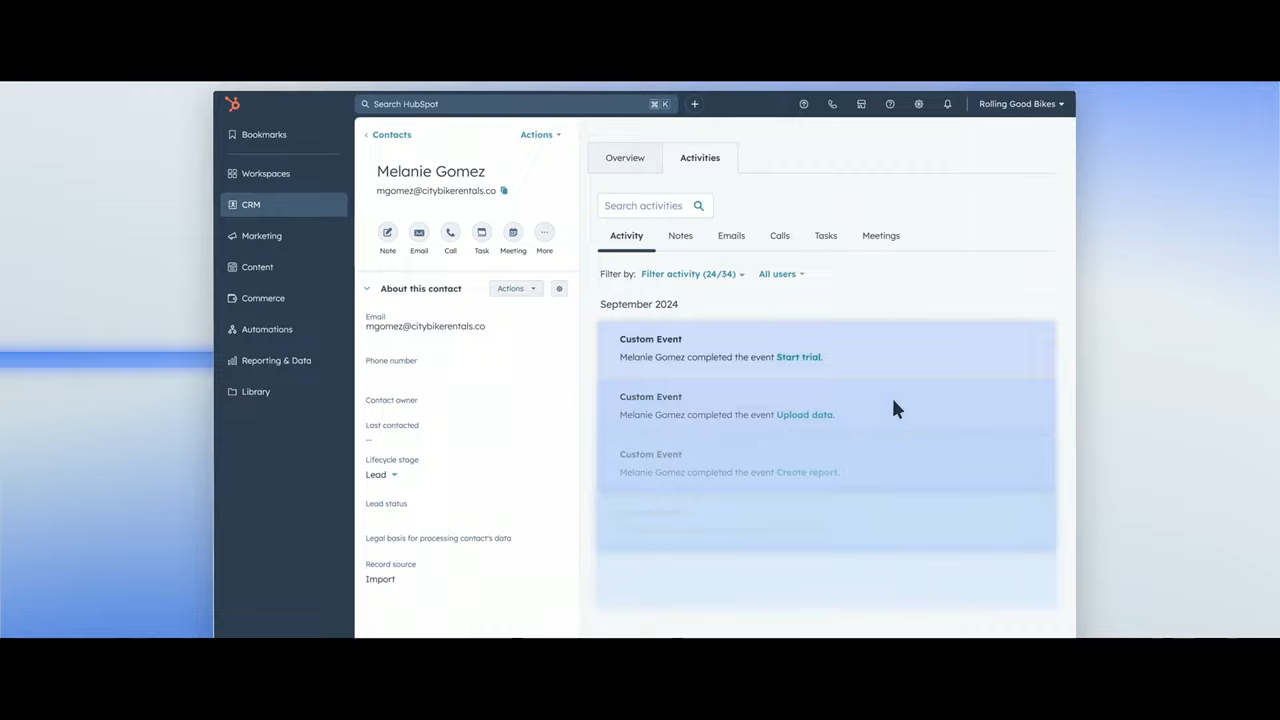 Search HubSpot
⌘ K
Rolling Good Bikes
Bookmarks
Workspaces
CRM
Marketing
Content
Commerce
Automations
Reporting & Data
Library
Contacts
Actions
Melanie Gomez
mgomez@citybikerentals.co
Note
Email
Call
Task
Meeting
More
About this contact
Actions
Email
mgomez@citybikerentals.co
Phone number
Contact owner
Last contacted
--
Lifecycle stage
Lead
Lead status
Legal basis for processing contact's data
Record source
Import
Overview
Activities
Search activities
Activity
Notes
Emails
Calls
Tasks
Meetings
Filter by: Filter activity (24/34)
All users
September 2024
Custom Event
Melanie Gomez completed the event Start trial.
Custom Event
Melanie Gomez completed the event Upload data.
Custom Event
Melanie Gomez completed the event Create report.